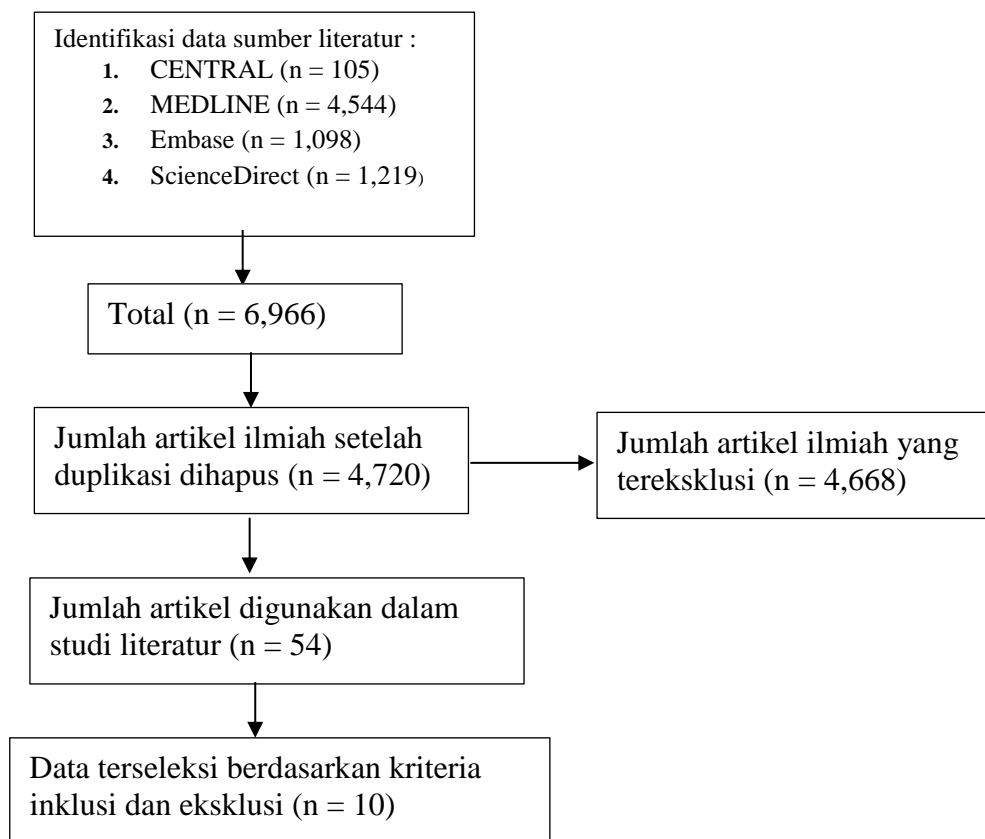 Identifikasi data sumber literatur :
1. CENTRAL (n = 105)
2. MEDLINE (n = 4,544)
3. Embase (n = 1,098)
4. ScienceDirect (n = 1,219)
Total (n = 6,966)
Jumlah artikel ilmiah setelah
duplikasi dihapus (n = 4,720)
Jumlah artikel ilmiah yang
tereksklusi (n = 4,668)
Jumlah artikel digunakan dalam
studi literatur (n = 54)
Data terseleksi berdasarkan kriteria
inklusi dan eksklusi (n = 10)